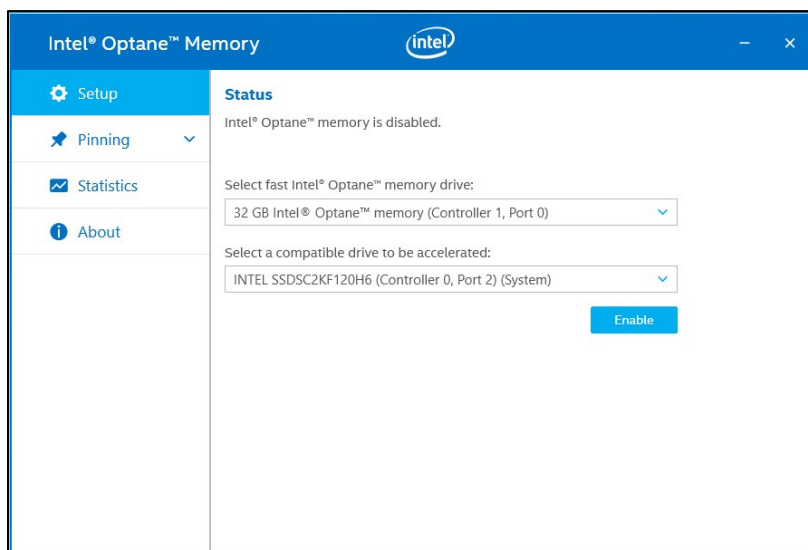 Intel® Optane™ Memory
intel
Setup
Pinning
Statistics
About
Status
Intel® Optane™ memory is disabled.
Select fast Intel® Optane™ memory drive:
32 GB Intel® Optane™ memory (Controller 1, Port 0)
Select a compatible drive to be accelerated:
INTEL SSDSC2KF120H6 (Controller 0, Port 2) (System)
Enable